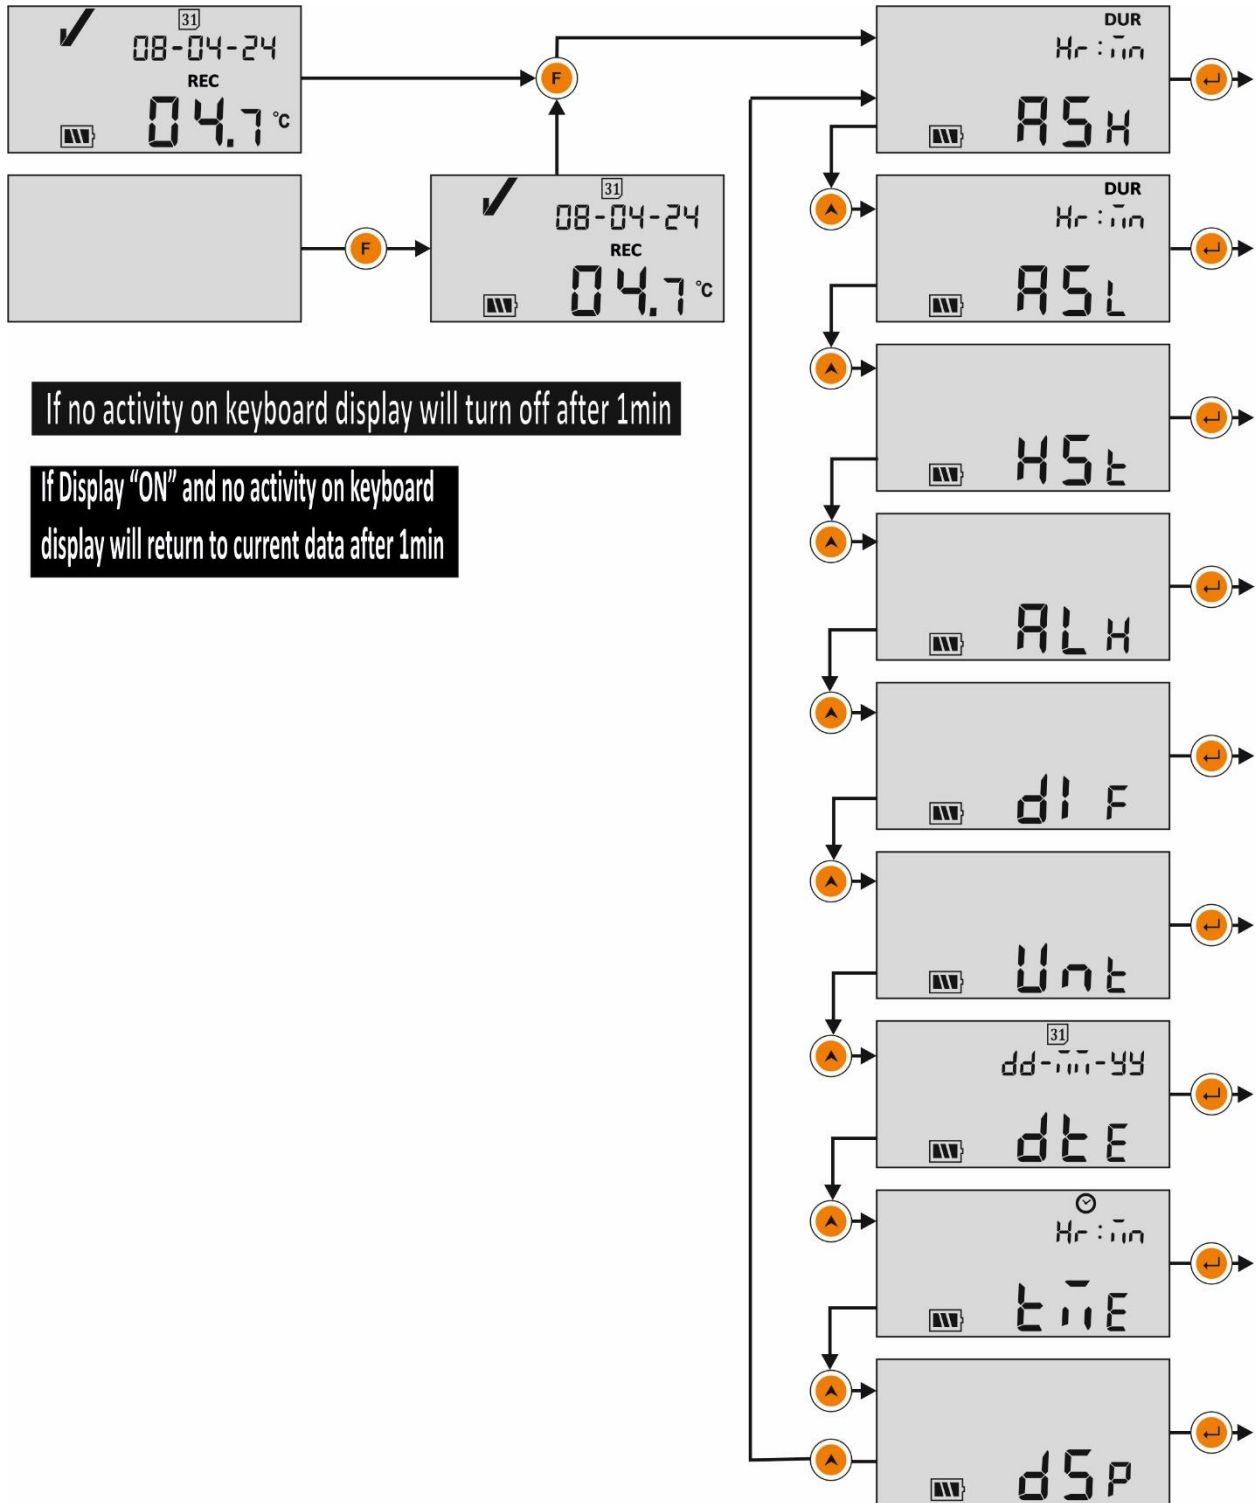 31
08-04-24
REC
04.7 °C
F
F
31
08-04-24
REC
04.7 °C
If no activity on keyboard display will turn off after 1min
If Display “ON” and no activity on keyboard
display will return to current data after 1min
DUR
Hr:mn
ASH
DUR
Hr:mn
ASL
HSt
ALH
dIF
Unt
31
dd-mm-yy
dtE
Hr:mn
tmE
dSP